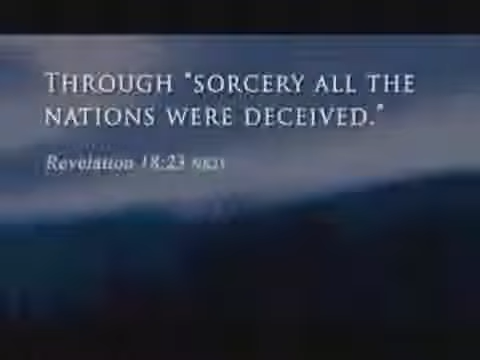 THROUGH "SORCERY ALL THE
NATIONS WERE DECEIVED."
Revelation 18:23